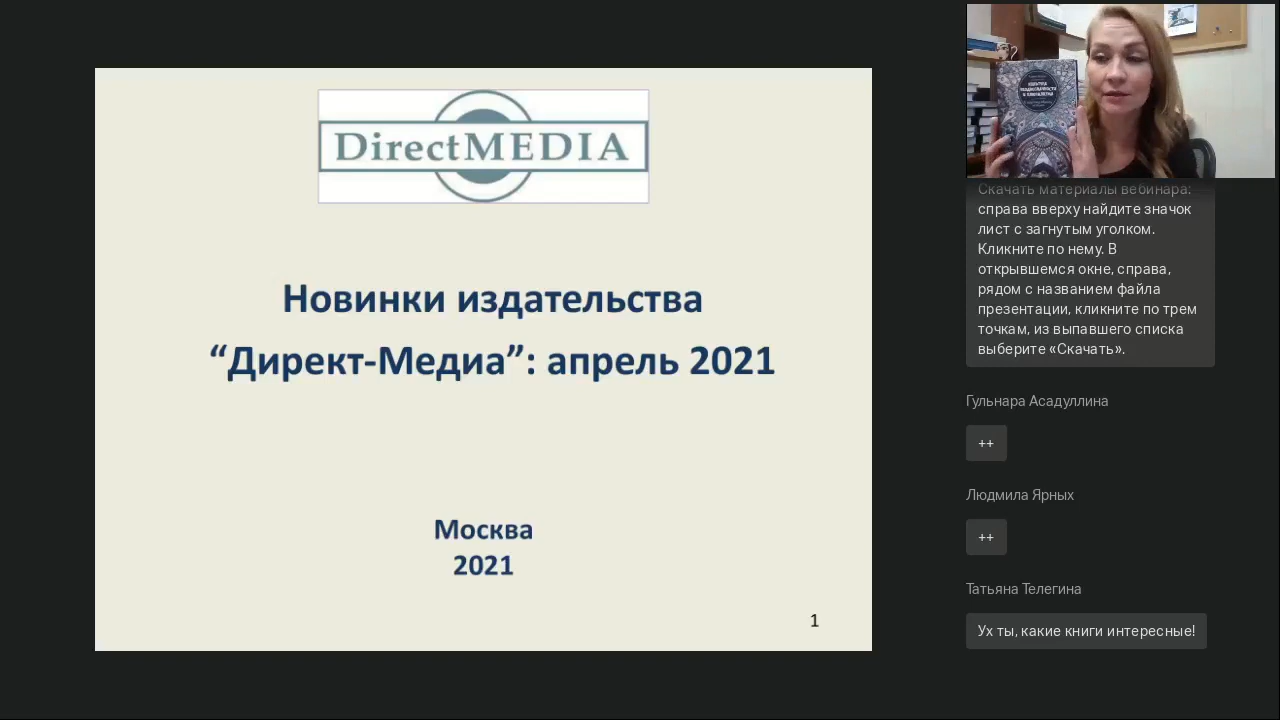 DirectMEDIA
Новинки издательства
“Директ-Медиа”: апрель 2021
Москва
2021
1
Скачать материалы вебинара:
справа вверху найдите значок
лист с загнутым уголком.
Кликните по нему. В
открывшемся окне, справа,
рядом с названием файла
презентации, кликните по трем
точкам, из выпавшего списка
выберите «Скачать».
Гульнара Асадуллина
++
Людмила Ярных
++
Татьяна Телегина
Ух ты, какие книги интересные!